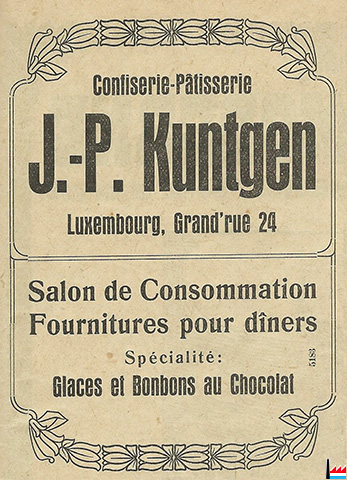 Confiserie-Pâtisserie
J.-P. Kuntgen
Luxembourg, Grand'rue 24
Salon de Consommation
Fournitures pour dîners
Spécialité:
Glaces et Bonbons au Chocolat
5188